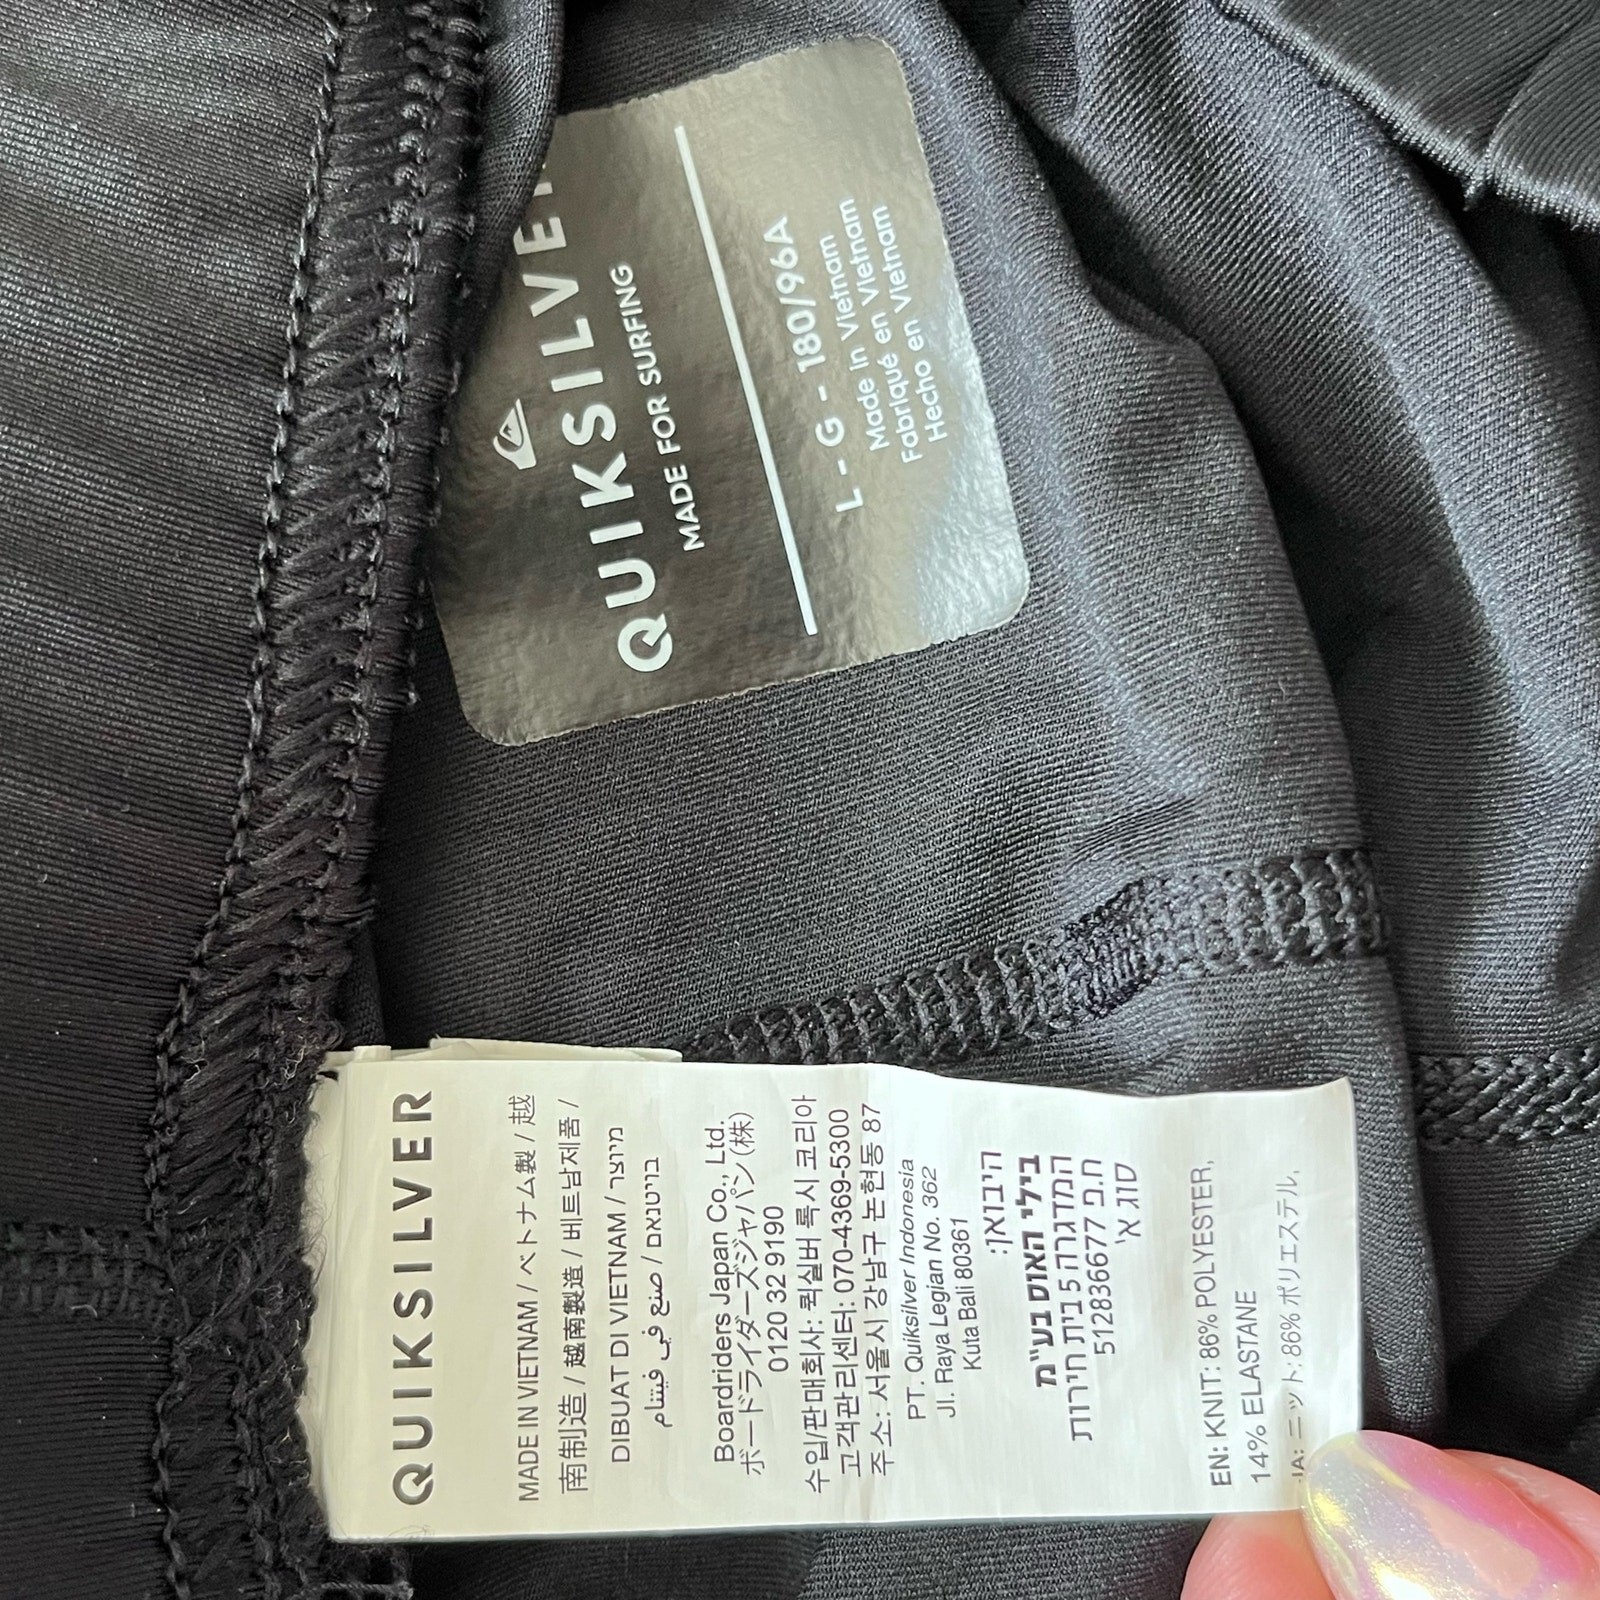 QUIKSILVER
MADE FOR SURFING
L - G - 180/96A
Made in Vietnam
Fabriqué en Vietnam
Hecho en Vietnam
QUIKSILVER
MADE IN VIETNAM / ベトナム製 / 越
南制造 / 越南製造 / 베트남제품 /
DIBUAT DI VIETNAM / מיוצר
בוייטנאם / صنع في فيتنام
Boardriders Japan Co., Ltd.
ボードライダーズジャパン(株)
0120 32 9190
수입/판매회사: 퀵실버 록시 코리아
고객관리센터: 070-4369-5300
주소: 서울시 강남구 논현동 87
PT. Quiksilver Indonesia
Jl. Raya Legian No. 362
Kuta Bali 80361
היבואן:
בילי האוס בע"מ
המדגרה 5 בית חירות
ח.פ 512836677
סוג א'
EN: KNIT: 86% POLYESTER,
14% ELASTANE
JA: ニット: 86% ポリエステル,